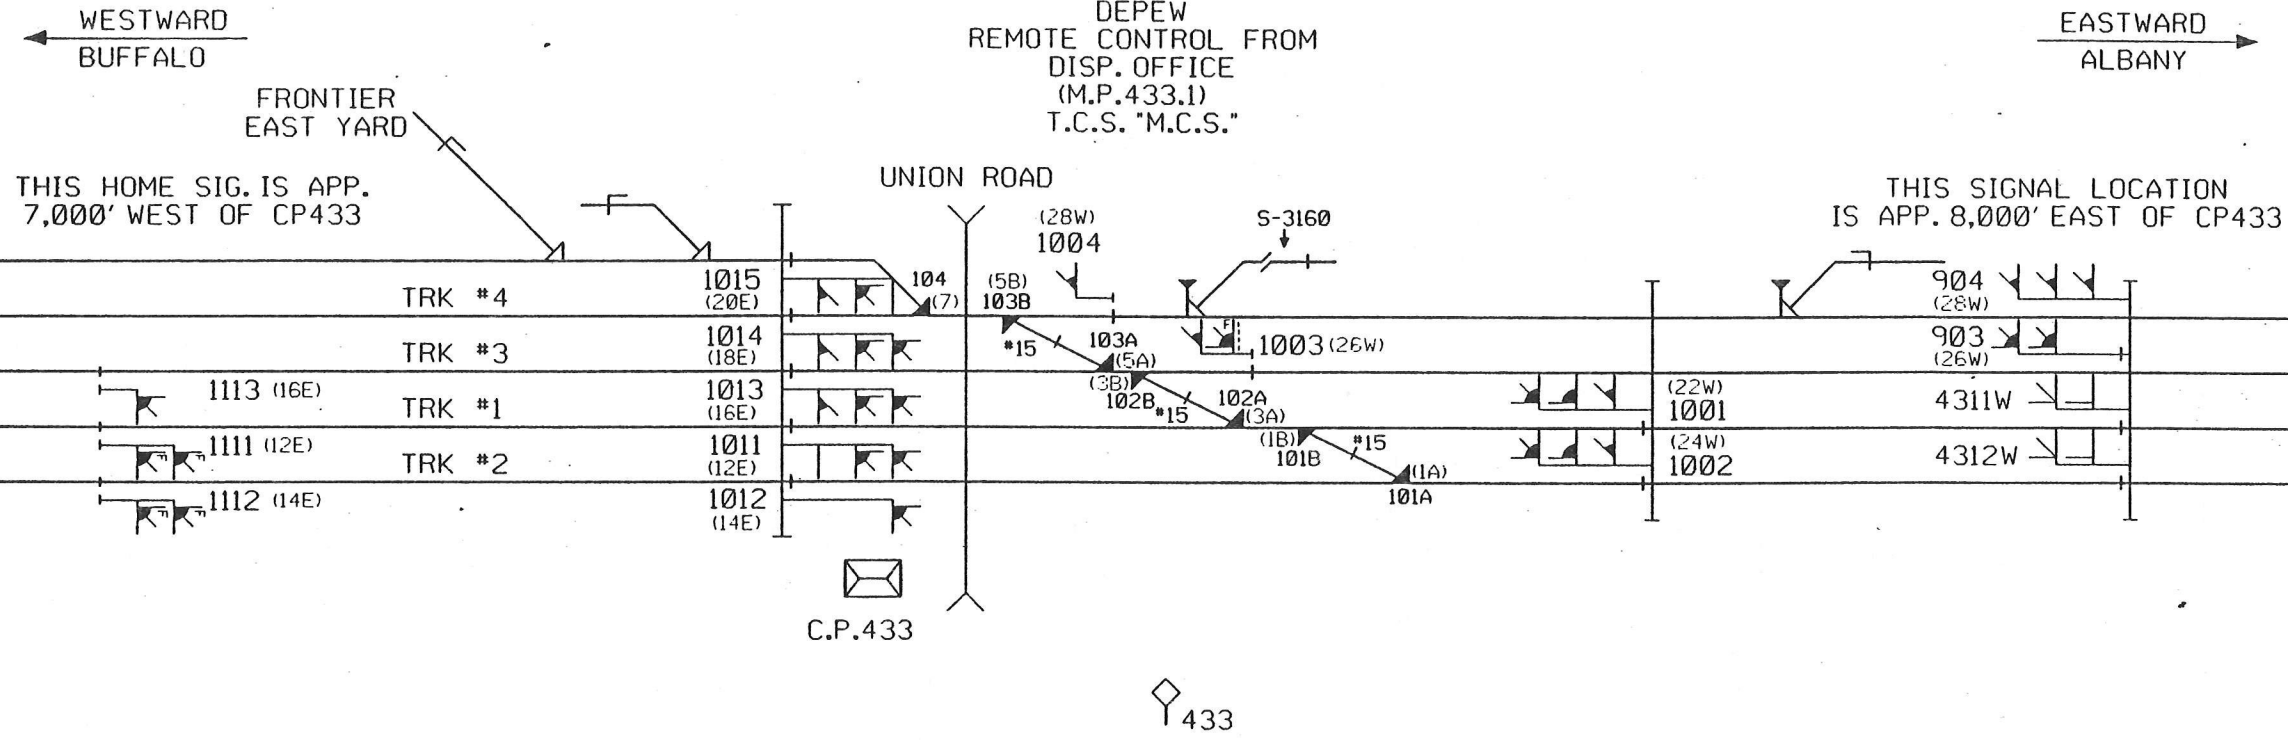 WESTWARD
BUFFALO
DEPEW
REMOTE CONTROL FROM
DISP. OFFICE
(M.P.433.1)
T.C.S. "M.C.S."
EASTWARD
ALBANY
FRONTIER
EAST YARD
THIS HOME SIG. IS APP.
7,000' WEST OF CP433
UNION ROAD
THIS SIGNAL LOCATION
IS APP. 8,000' EAST OF CP433
(28W)
1004
S-3160
TRK #4
1015
(20E)
104
(7)
(5B)
103B
904
(28W)
TRK #3
1014
(18E)
#15
103A
(5A)
F
1003 (26W)
903
(26W)
1113 (16E)
TRK #1
1013
(16E)
(3B)
102B
#15
102A
(3A)
(22W)
1001
4311W
1111 (12E)
TRK #2
1011
(12E)
(1B)
101B
#15
(1A)
101A
(24W)
1002
4312W
1112 (14E)
1012
(14E)
C.P.433
433